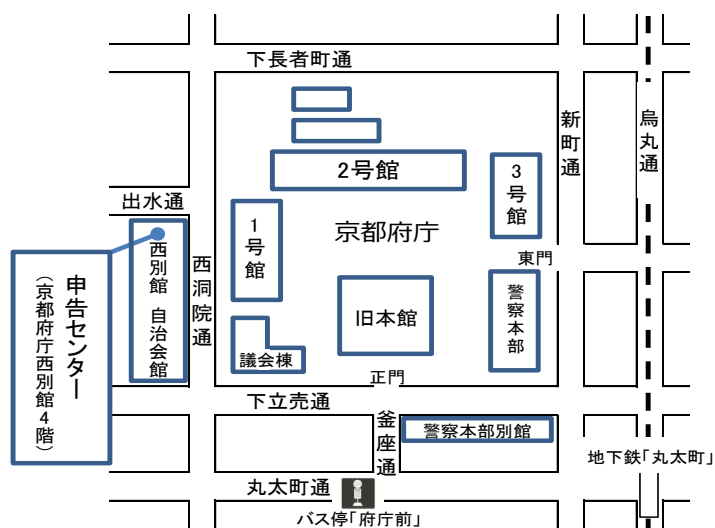 下長者町通
新町通
烏丸通
2号館
3号館
出水通
1号館
京都府庁
西別館 自治会館
西洞院通
東門
申告センター
（京都府庁西別館4階）
旧本館
警察本部
議会棟
正門
下立売通
釜座通
警察本部別館
地下鉄「丸太町」
丸太町通
バス停「府庁前」